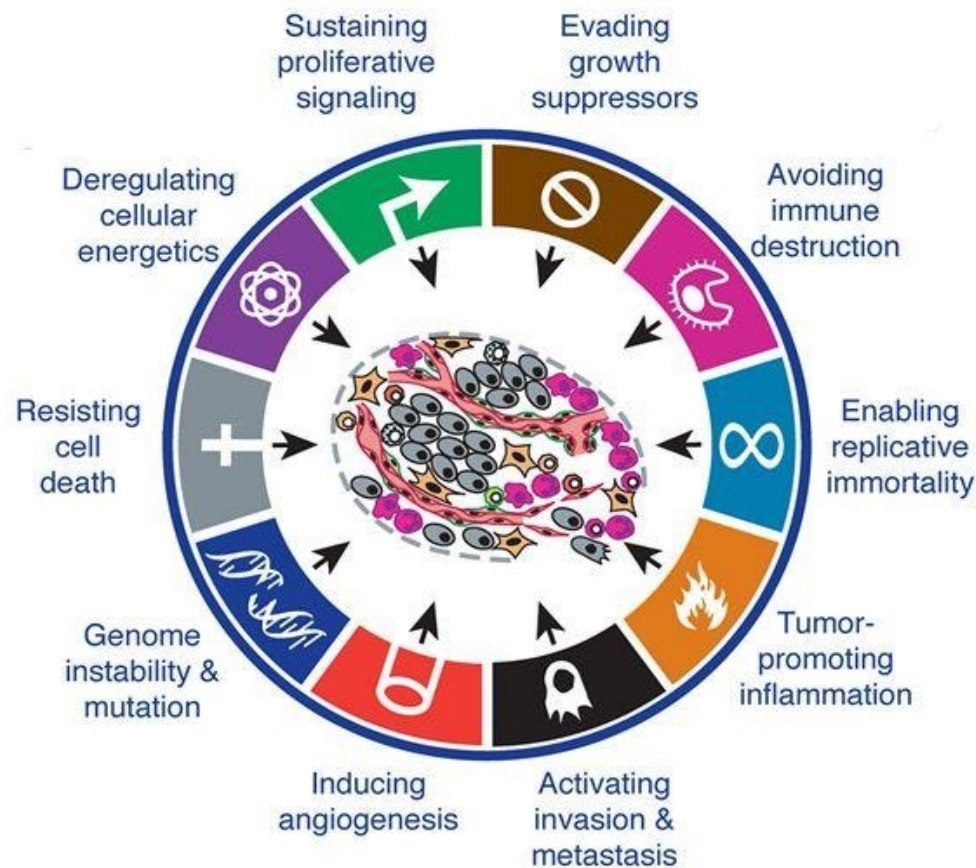 Sustaining
proliferative
signaling
Evading
growth
suppressors
Avoiding
immune
destruction
Enabling
replicative
immortality
Tumor-
promoting
inflammation
Activating
invasion &
metastasis
Inducing
angiogenesis
Genome
instability &
mutation
Resisting
cell
death
Deregulating
cellular
energetics